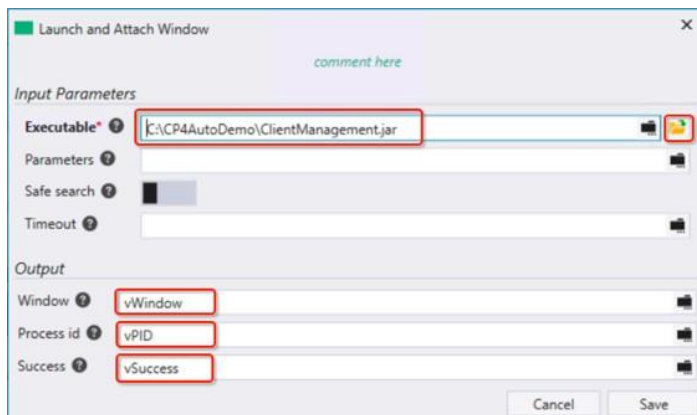 Launch and Attach Window
comment here
Input Parameters
Executable* C:\CP4AutoDemo\ClientManagement.jar
Parameters
Safe search
Timeout
Output
Window vWindow
Process id vPID
Success vSuccess
Cancel Save